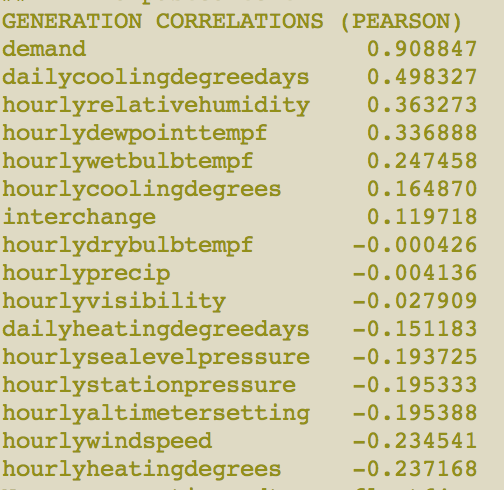 GENERATION CORRELATIONS (PEARSON)
demand 0.908847
dailycoolingdegreedays 0.498327
hourlyrelativehumidity 0.363273
hourlydewpointtempf 0.336888
hourlywetbulbtempf 0.247458
hourlycoolingdegrees 0.164870
interchange 0.119718
hourlydrybulbtempf -0.000426
hourlyprecip -0.004136
hourlyvisibility -0.027909
dailyheatingdegreedays -0.151183
hourlysealevelpressure -0.193725
hourlystationpressure -0.195333
hourlyaltimetersetting -0.195388
hourlywindspeed -0.234541
hourlyheatingdegrees -0.237168